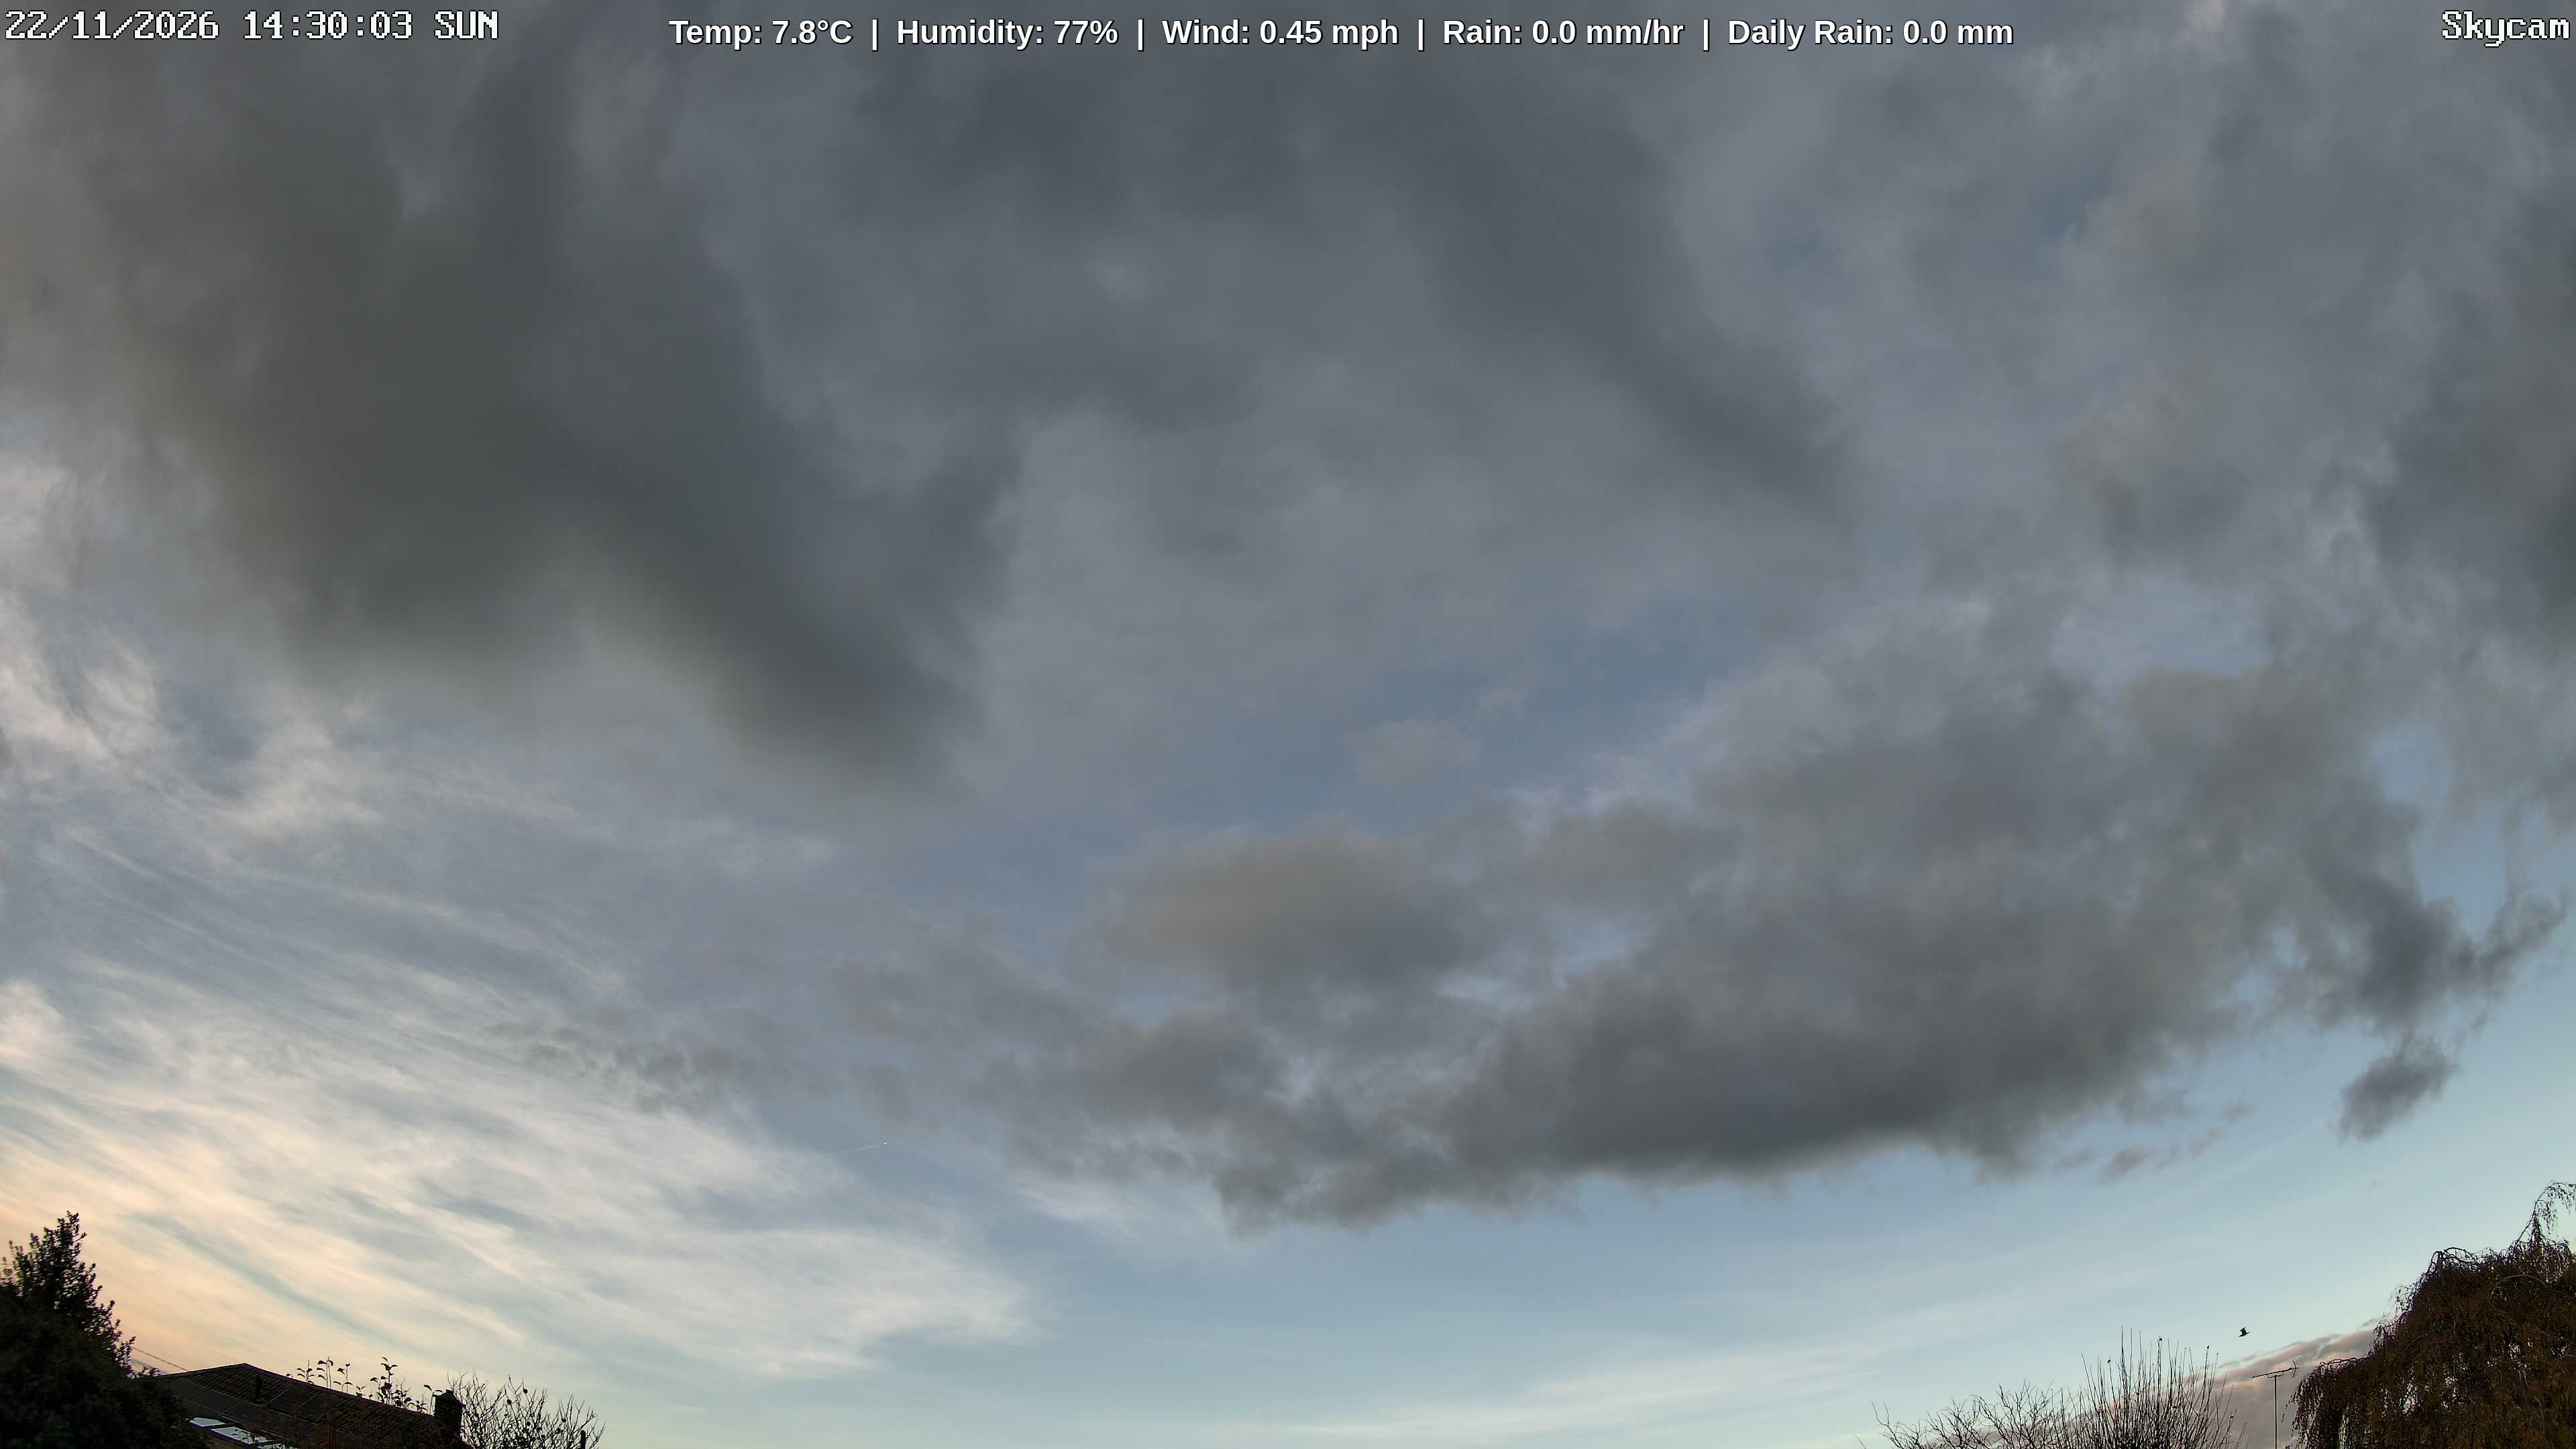 22/11/2026 14:30:03 SUN
Temp: 7.8°C | Humidity: 77% | Wind: 0.45 mph | Rain: 0.0 mm/hr | Daily Rain: 0.0 mm
Skycam